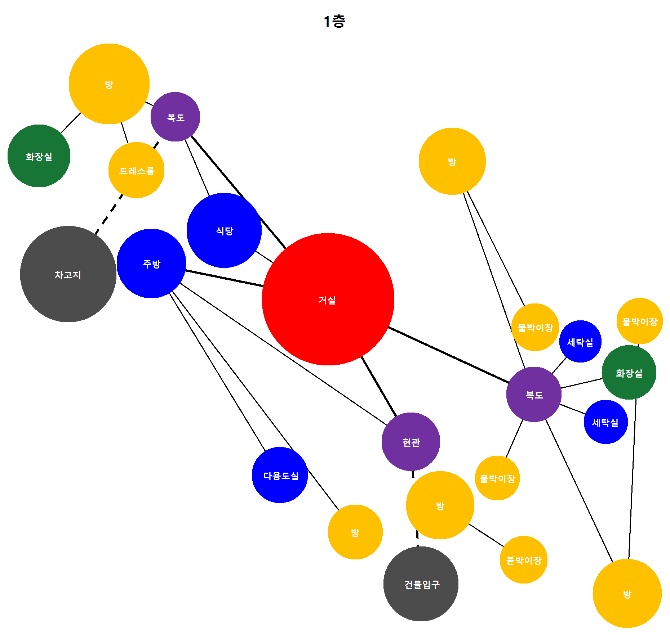 1층
방
복도
화장실
드레스룸
방
식당
주방
차고지
거실
붙박이장
붙박이장
세탁실
화장실
복도
세탁실
현관
다용도실
붙박이장
방
방
붙박이장
건물입구
방